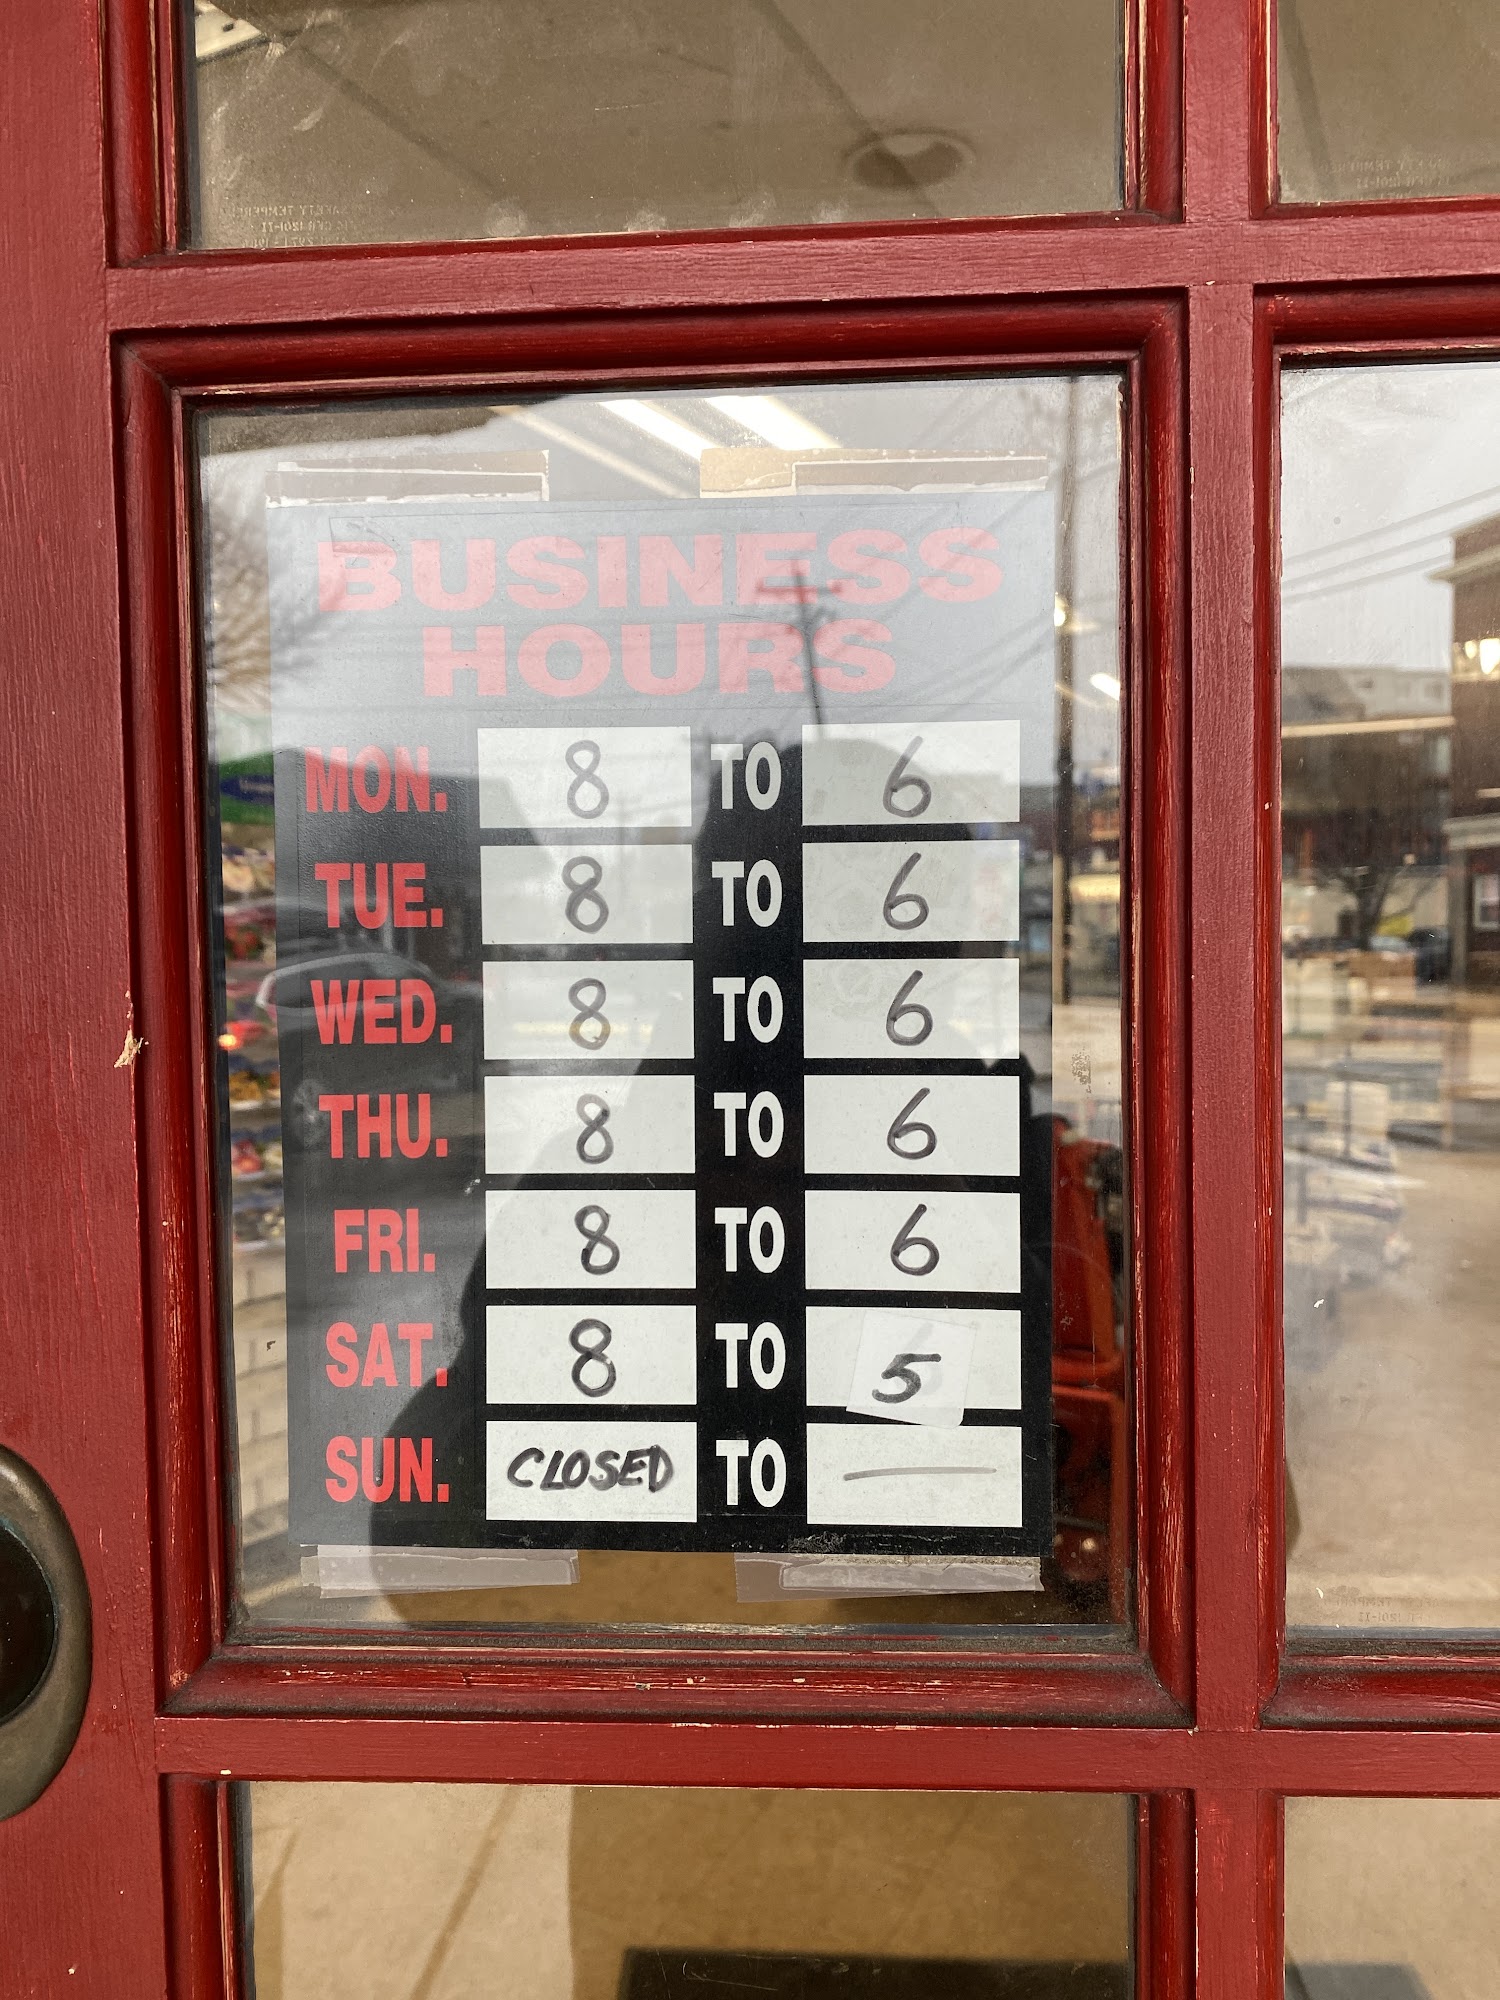 BUSINESS
HOURS
MON. 8 TO 6
TUE. 8 TO 6
WED. 8 TO 6
THU. 8 TO 6
FRI. 8 TO 6
SAT. 8 TO 5
SUN. CLOSED TO —